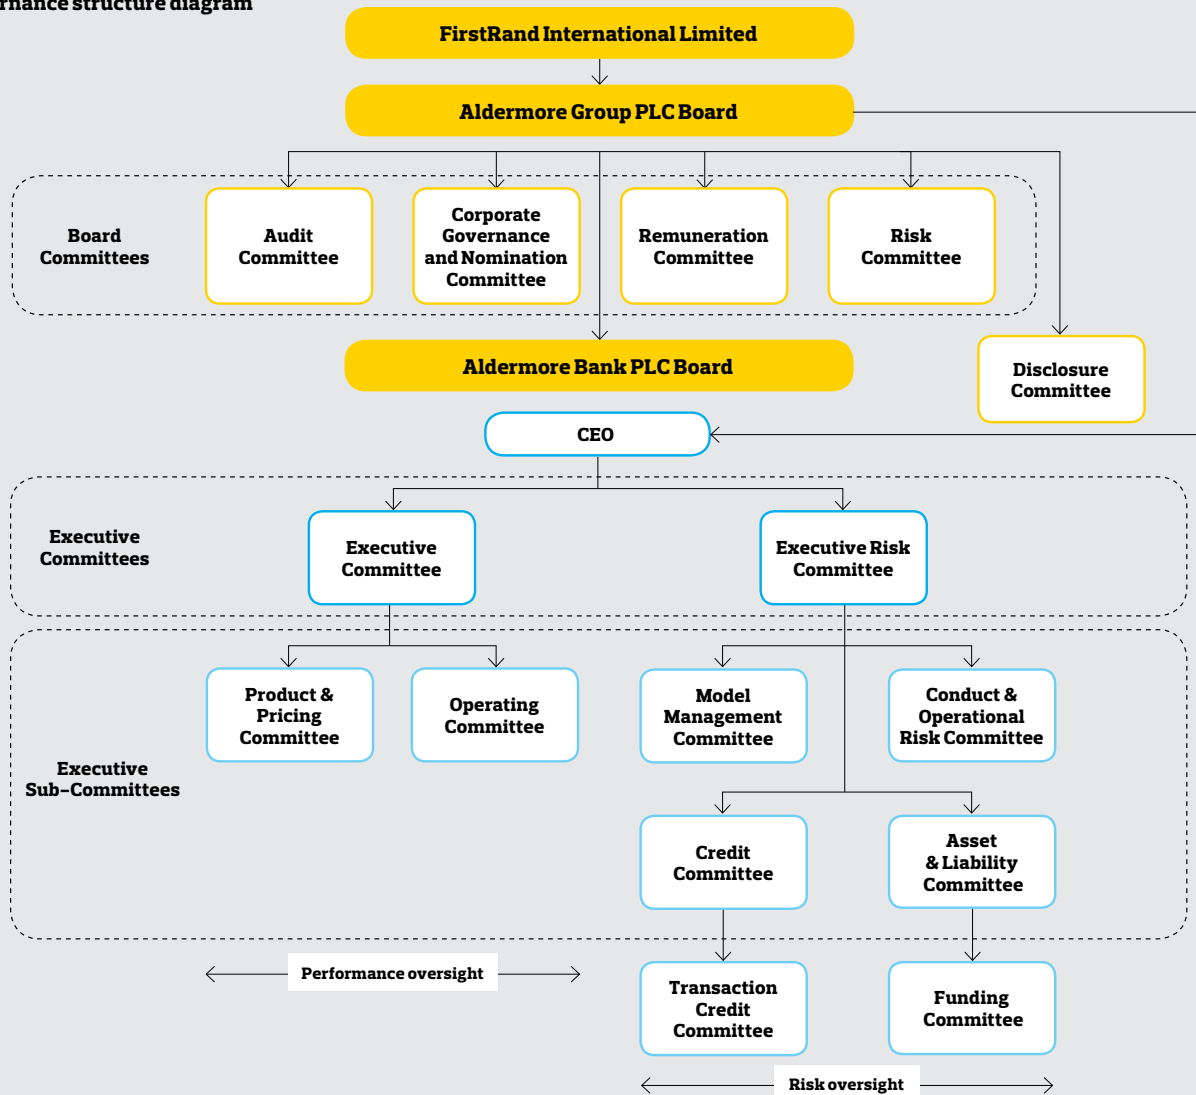 ernance structure diagram
FirstRand International Limited
Aldermore Group PLC Board
Board
Committees
Audit
Committee
Corporate
Governance
and Nomination
Committee
Remuneration
Committee
Risk
Committee
Aldermore Bank PLC Board
Disclosure
Committee
CEO
Executive
Committees
Executive
Committee
Executive Risk
Committee
Executive
Sub-Committees
Product &
Pricing
Committee
Operating
Committee
Model
Management
Committee
Conduct &
Operational
Risk Committee
Credit
Committee
Asset
& Liability
Committee
Performance oversight
Transaction
Credit
Committee
Funding
Committee
Risk oversight